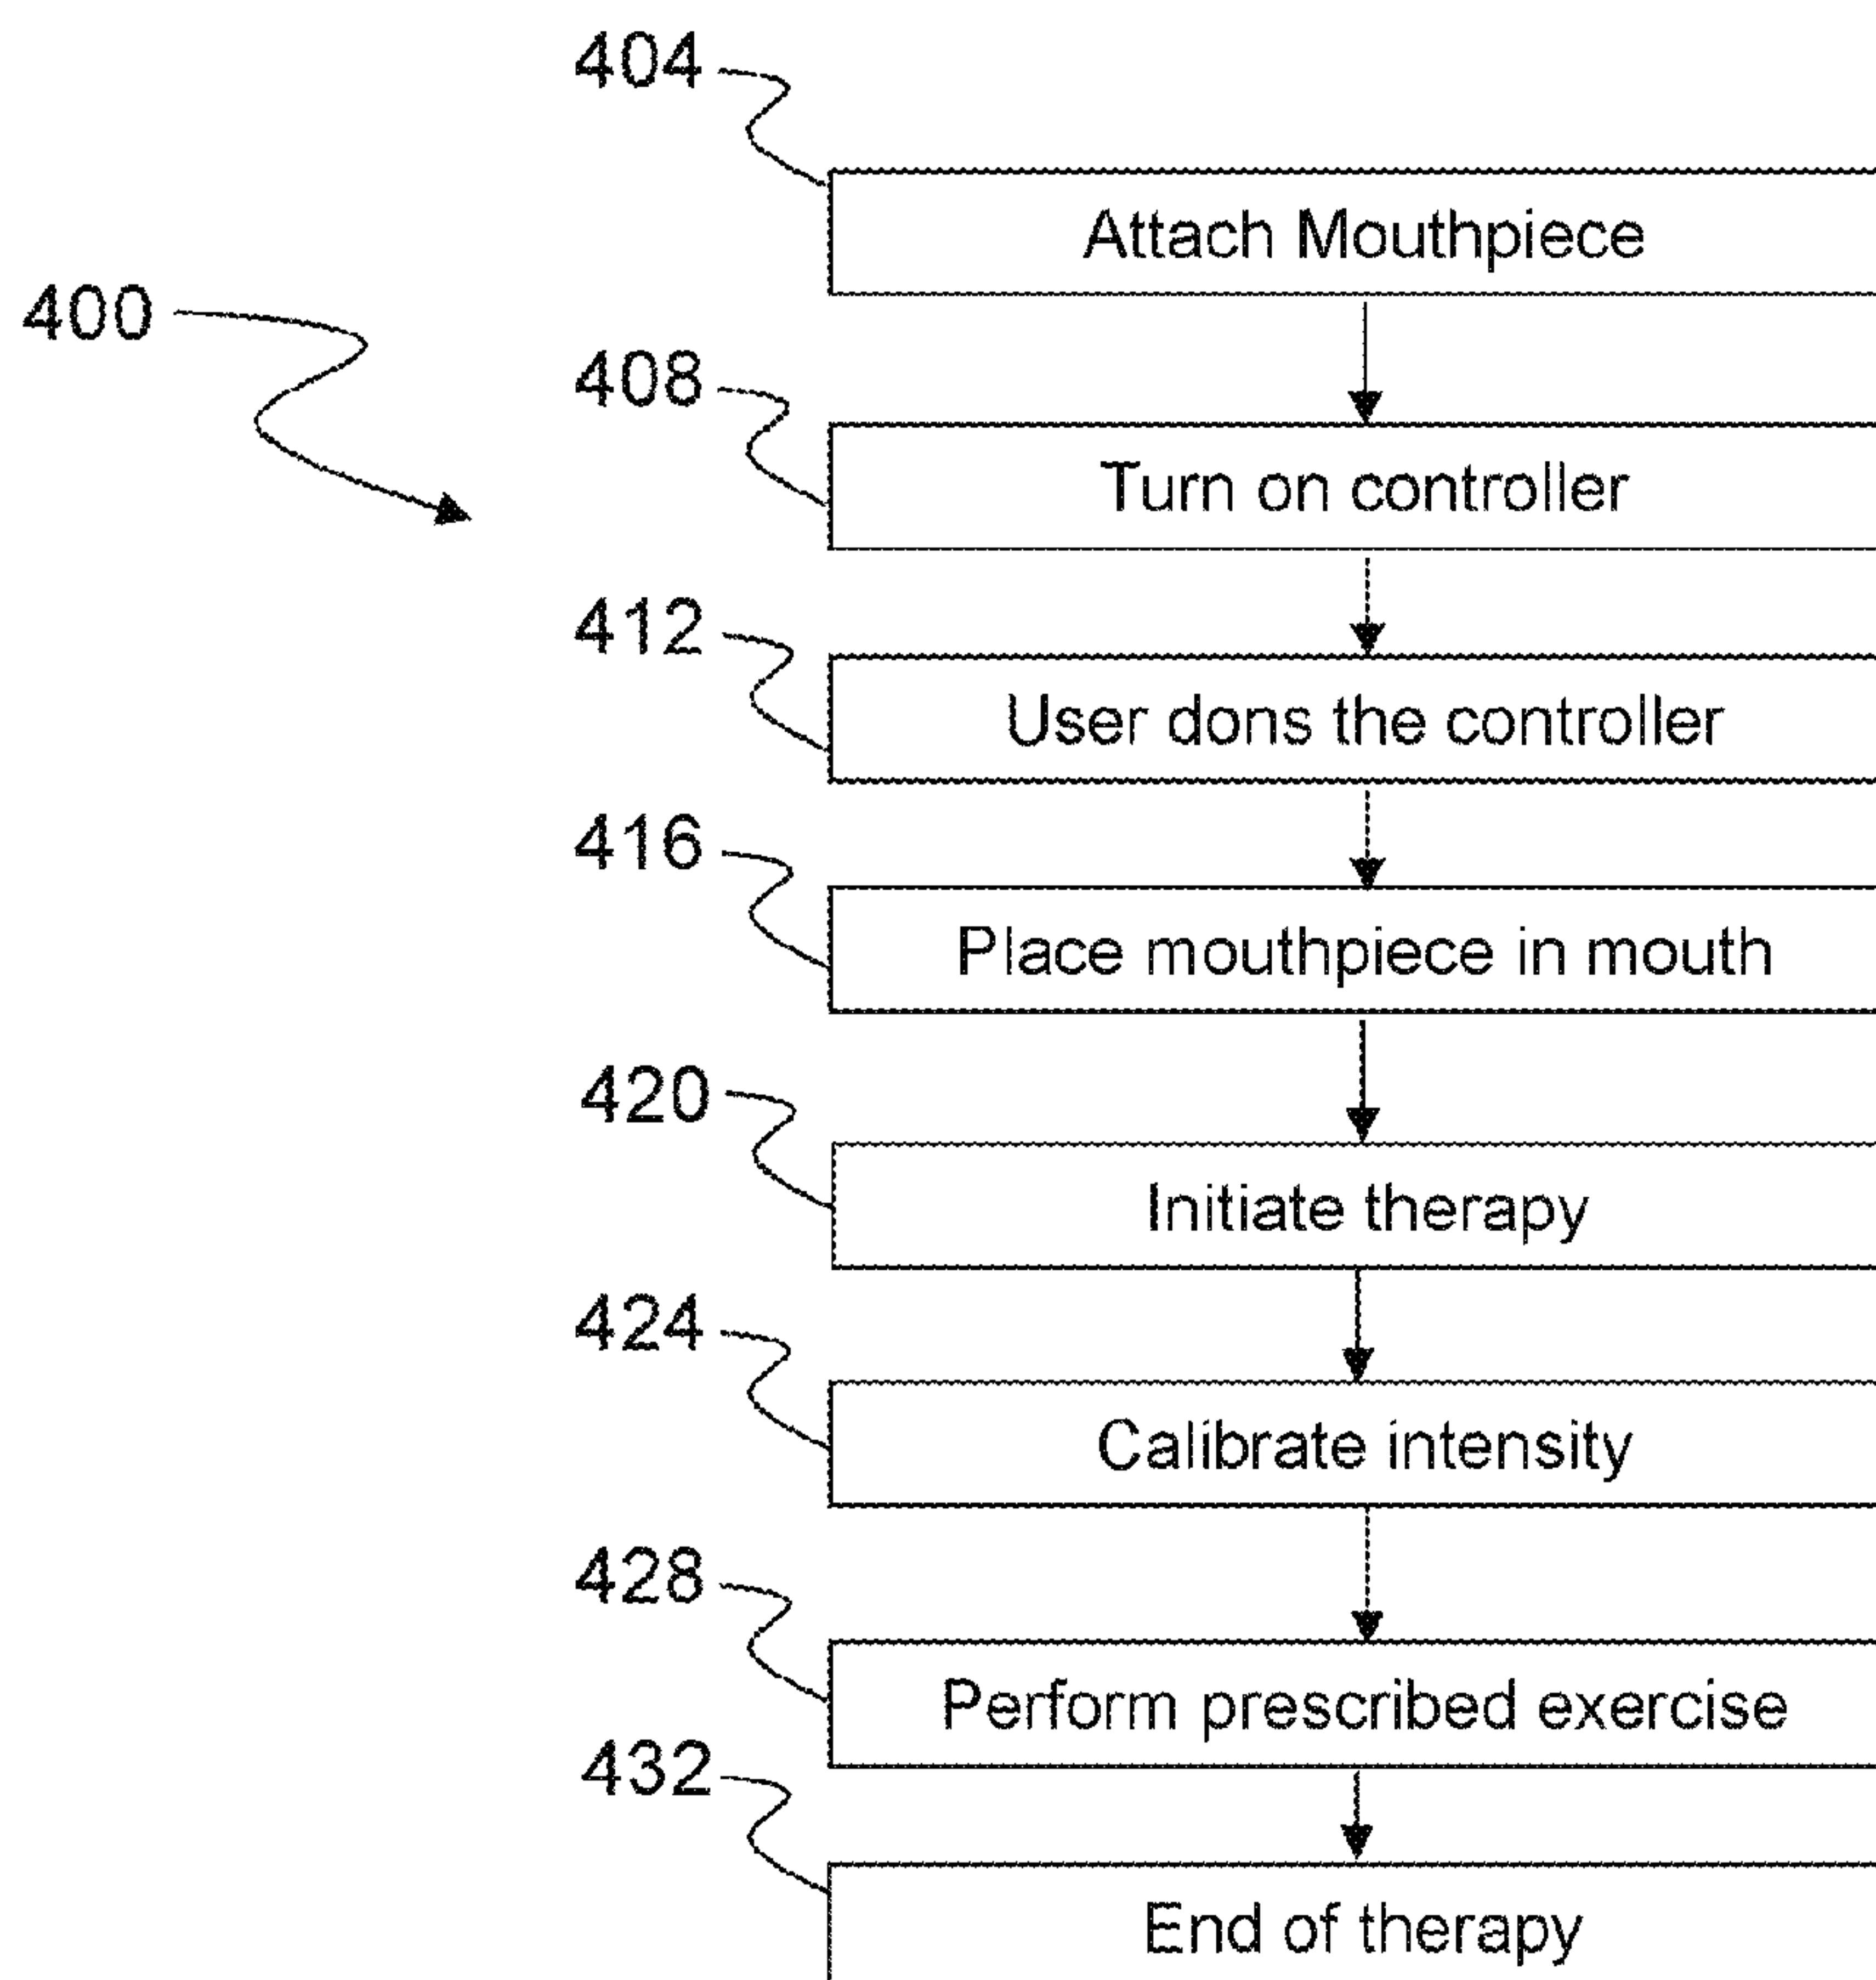 404
Attach Mouthpiece
400
408
Turn on controller
412
User dons the controller
416
Place mouthpiece in mouth
420
Initiate therapy
424
Calibrate intensity
428
Perform prescribed exercise
432
End of therapy